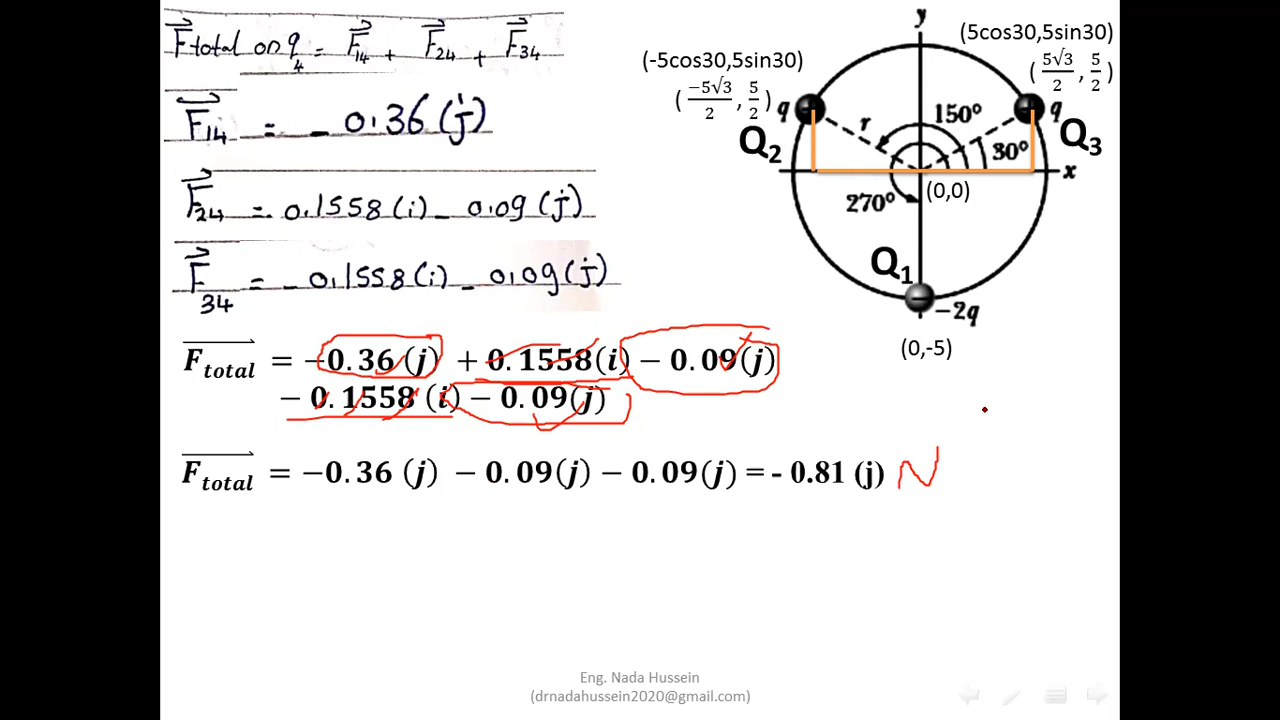 F⃗ total on q₄ = F⃗₁₄ + F⃗₂₄ + F⃗₃₄
F⃗₁₄ = - 0.36 (j)
F⃗₂₄ = 0.1558 (i) - 0.09 (j)
F⃗₃₄ = - 0.1558 (i) - 0.09 (j)
y
(5cos30,5sin30)
(5√3/2, 5/2)
(-5cos30,5sin30)
(-5√3/2, 5/2)
q
q
150°
r
Q2
Q3
30°
x
(0,0)
270°
Q1
−2q
(0,-5)
F⃗total = −0.36 (j) + 0.1558(i) − 0.09(j)
− 0.1558 (i) − 0.09(j)
F⃗total = −0.36 (j) − 0.09(j) − 0.09(j) = - 0.81 (j) N
Eng. Nada Hussein
(drnadahussein2020@gmail.com)